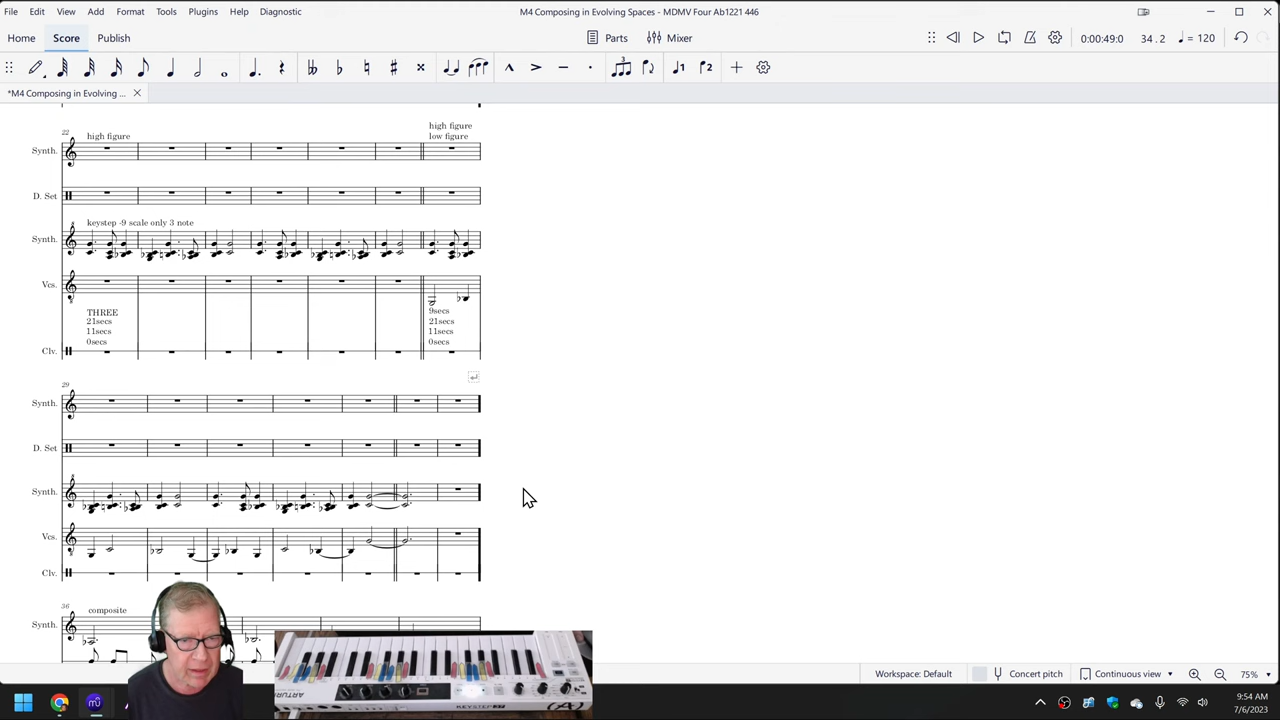 File Edit View Add Format Tools Plugins Help Diagnostic
M4 Composing in Evolving Spaces - MDMV Four Ab1221 446
Home Score Publish
Parts Mixer
0:00:49:0 34 . 2 = 120
*M4 Composing in Evolving ...
22
high figure
high figure
low figure
Synth.
D. Set
keystep -9 scale only 3 note
Synth.
Vcs.
THREE
21secs
11secs
0secs
9secs
21secs
11secs
0secs
Clv.
29
Synth.
D. Set
Synth.
Vcs.
Clv.
36
composite
Synth.
Workspace: Default
Concert pitch
Continuous view
75%
KEYSTEP 37
9:54 AM
7/6/2023